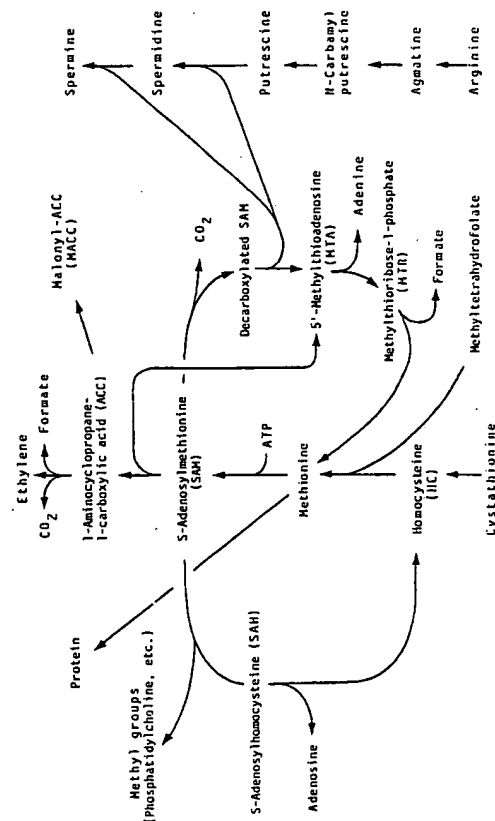 Ethylene
CO2
Formate
1-Aminocyclopropane-
1-carboxylic acid (ACC)
Malonyl-ACC
(MACC)
Spermine
Protein
Methyl groups
(Phosphatidylcholine, etc.)
S-Adenosylmethionine
(SAM)
CO2
Spermidine
Decarboxylated SAM
ATP
S-Adenosylhomocysteine (SAH)
Methionine
5'-Methylthioadenosine
(MTA)
Putrescine
Adenine
Adenosine
N-Carbamyl
putrescine
Methylthioribose-1-phosphate
(MTR)
Formate
Homocysteine
(HC)
Agmatine
Cystathionine
Methyltetrahydrofolate
Arginine